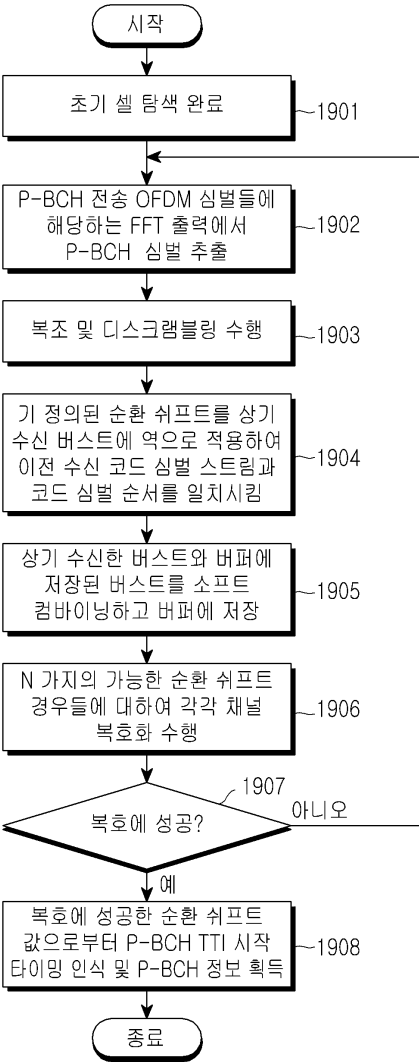 시작
초기 셀 탐색 완료
1901
P-BCH 전송 OFDM 심벌들에
해당하는 FFT 출력에서
P-BCH 심벌 추출
1902
복조 및 디스크램블링 수행
1903
기 정의된 순환 쉬프트를 상기
수신 버스트에 역으로 적용하여
이전 수신 코드 심벌 스트림과
코드 심벌 순서를 일치시킴
1904
상기 수신한 버스트와 버퍼에
저장된 버스트를 소프트
컴바이닝하고 버퍼에 저장
1905
N 가지의 가능한 순환 쉬프트
경우들에 대하여 각각 채널
복호화 수행
1906
1907
복호에 성공?
아니오
예
복호에 성공한 순환 쉬프트
값으로부터 P-BCH TTI 시작
타이밍 인식 및 P-BCH 정보 획득
1908
종료